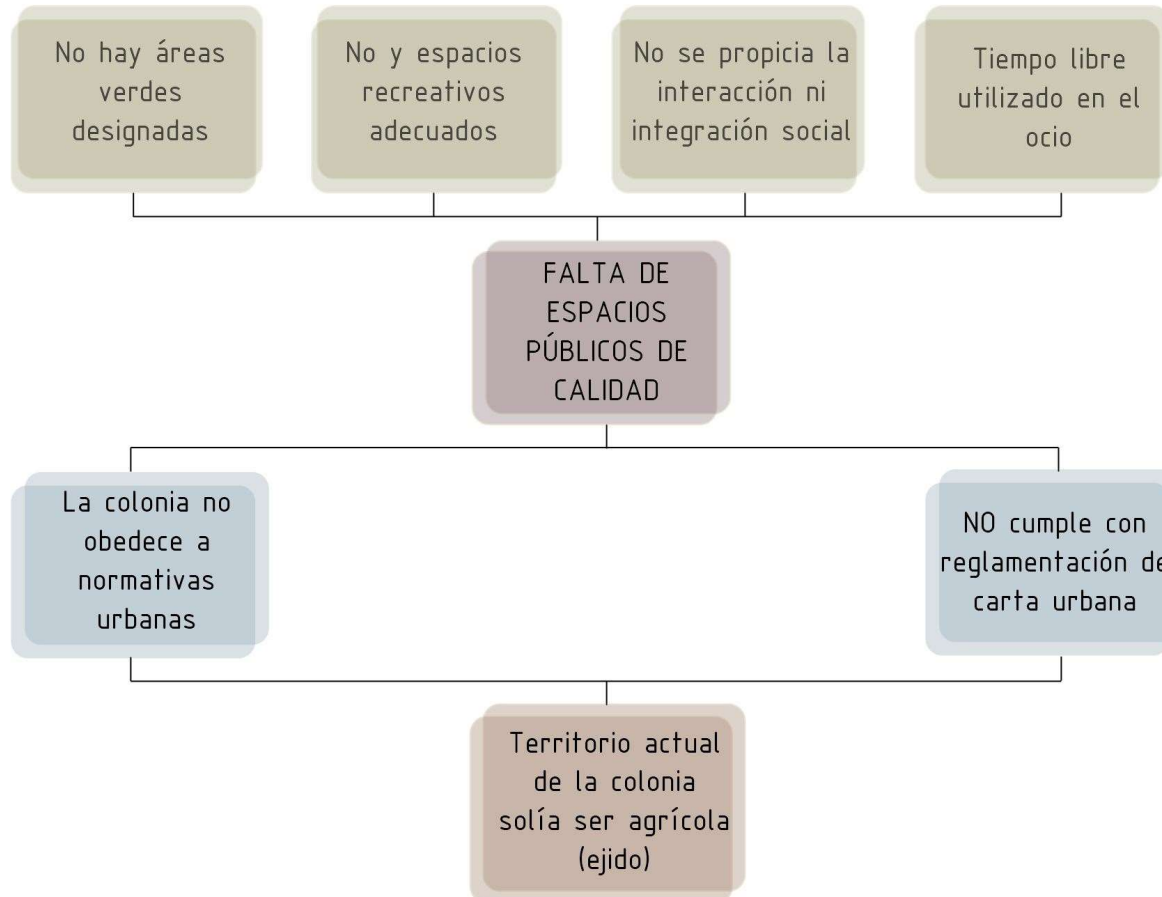 No hay áreas
verdes
designadas
No y espacios
recreativos
adecuados
No se propicia la
interacción ni
integración social
Tiempo libre
utilizado en el
ocio
FALTA DE
ESPACIOS
PÚBLICOS DE
CALIDAD
La colonia no
obedece a
normativas
urbanas
NO cumple con
reglamentación de
carta urbana
Territorio actual
de la colonia
solía ser agrícola
(ejido)